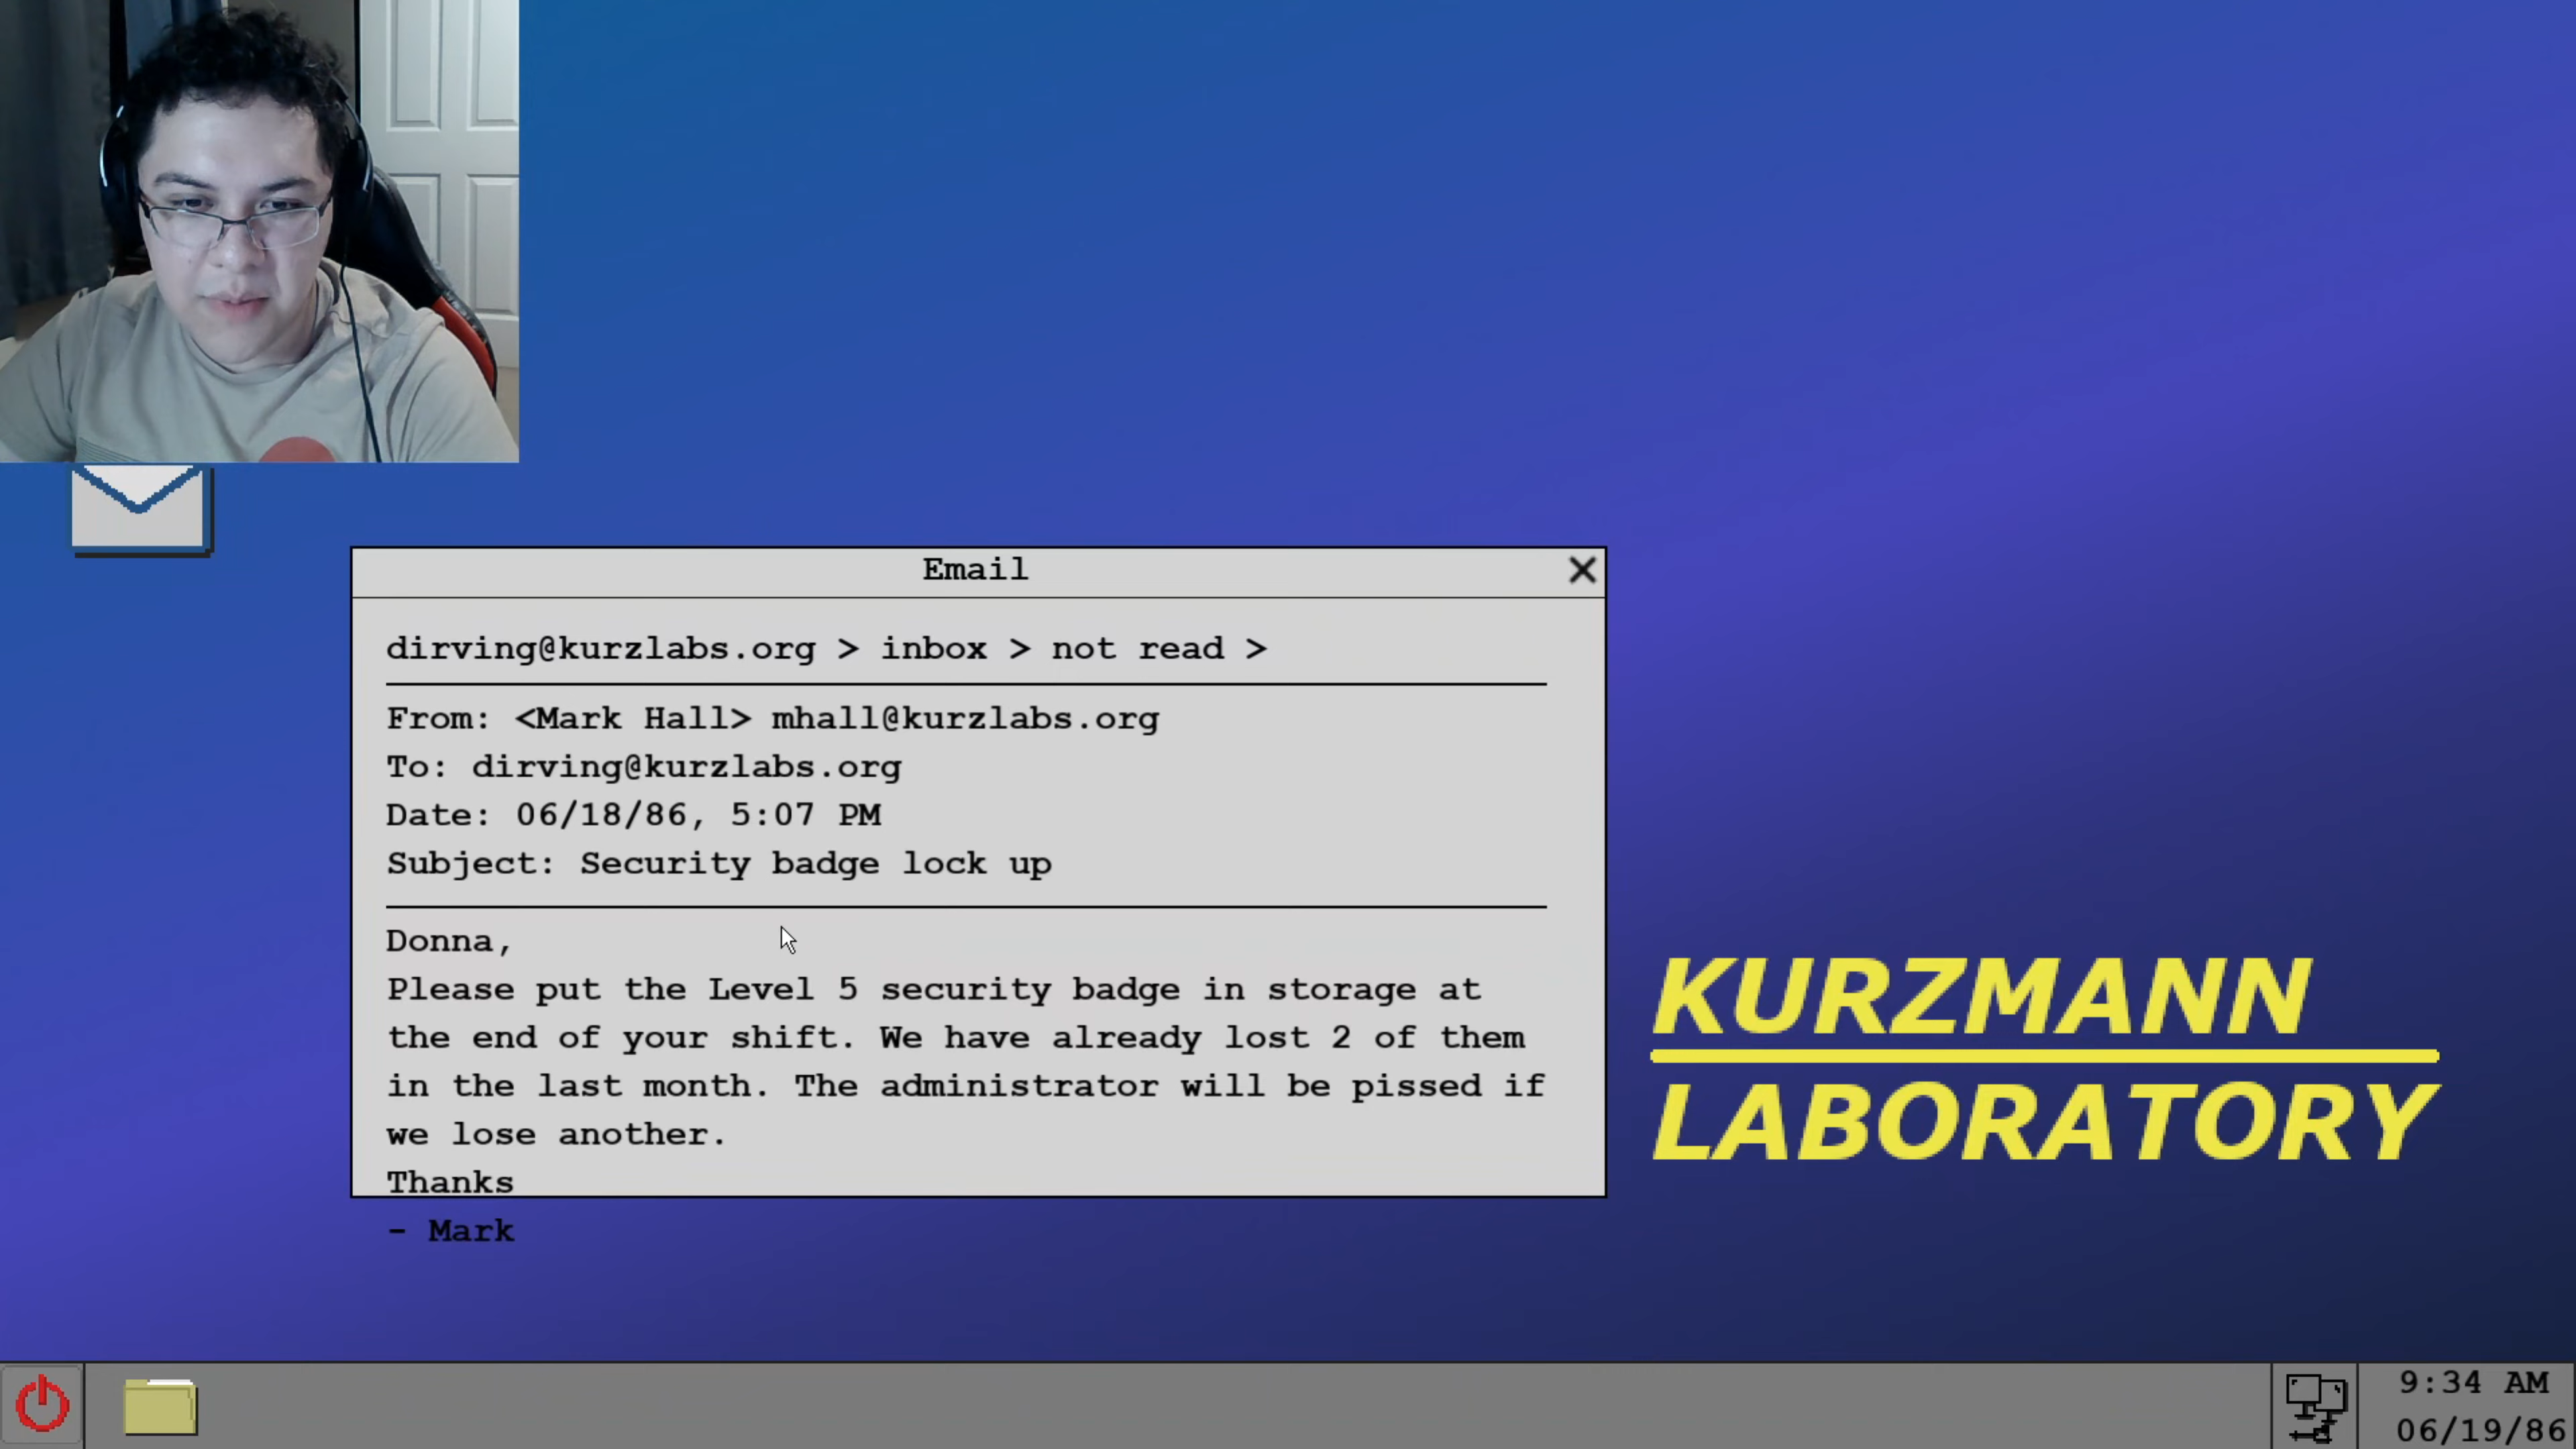 Email
dirving@kurzlabs.org > inbox > not read >
From: <Mark Hall> mhall@kurzlabs.org
To: dirving@kurzlabs.org
Date: 06/18/86, 5:07 PM
Subject: Security badge lock up
Donna,
Please put the Level 5 security badge in storage at
the end of your shift. We have already lost 2 of them
in the last month. The administrator will be pissed if
we lose another.
Thanks
- Mark
KURZMANN
LABORATORY
9:34 AM
06/19/86